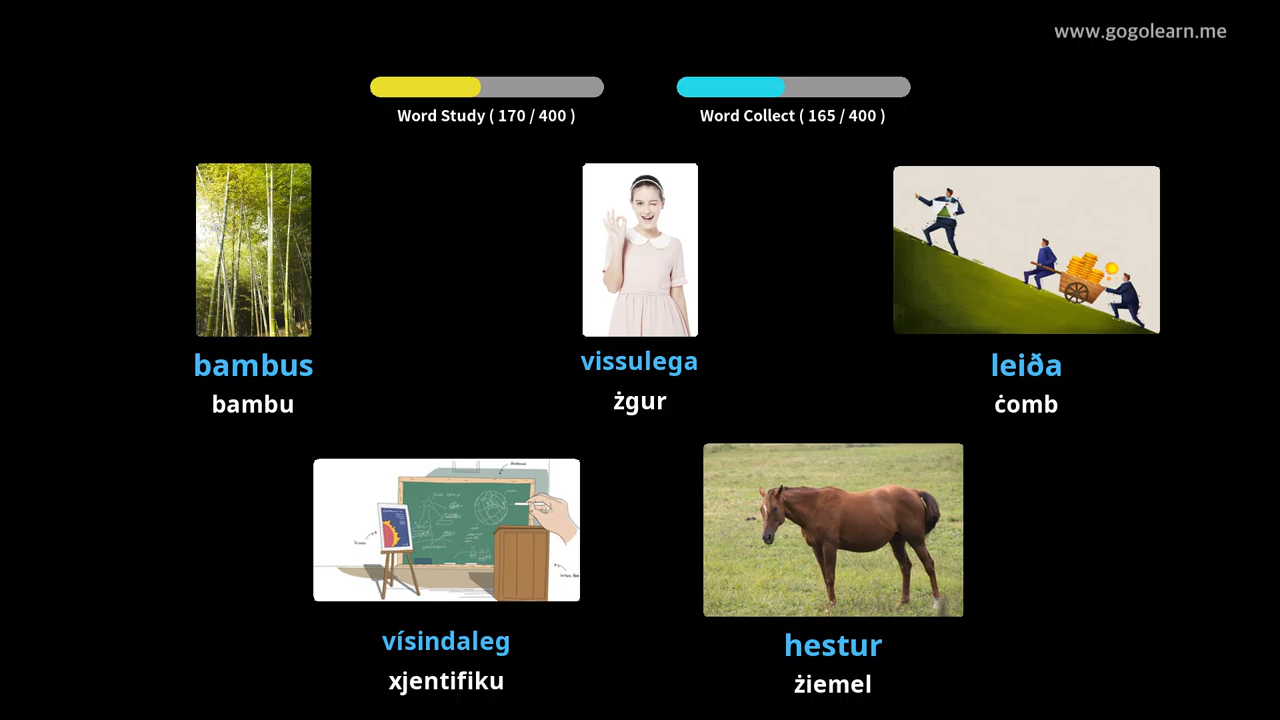 www.gogolearn.me
Word Study ( 170 / 400 )
Word Collect ( 165 / 400 )
bambus
bambu
vissulega
żgur
leiða
ċomb
vísindaleg
xjentifiku
hestur
żiemel